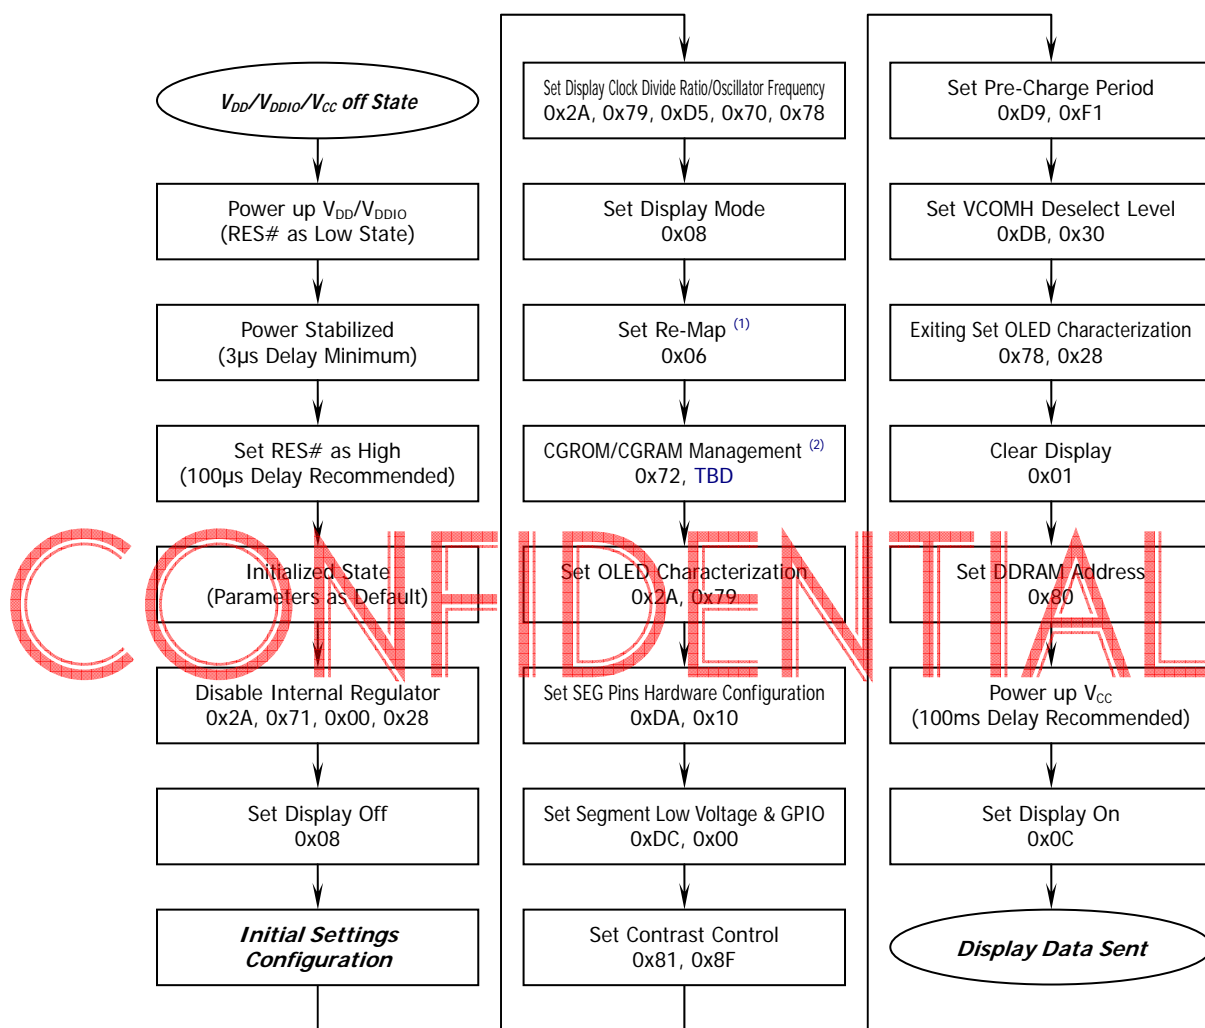 V_DD/V_DDIO/V_CC off State
Power up V_DD/V_DDIO
(RES# as Low State)
Power Stabilized
(3µs Delay Minimum)
Set RES# as High
(100µs Delay Recommended)
Initialized State
(Parameters as Default)
Disable Internal Regulator
0x2A, 0x71, 0x00, 0x28
Set Display Off
0x08
Initial Settings
Configuration
Set Display Clock Divide Ratio/Oscillator Frequency
0x2A, 0x79, 0xD5, 0x70, 0x78
Set Display Mode
0x08
Set Re-Map (1)
0x06
CGROM/CGRAM Management (2)
0x72, TBD
Set OLED Characterization
0x2A, 0x79
Set SEG Pins Hardware Configuration
0xDA, 0x10
Set Segment Low Voltage & GPIO
0xDC, 0x00
Set Contrast Control
0x81, 0x8F
Set Pre-Charge Period
0xD9, 0xF1
Set VCOMH Deselect Level
0xDB, 0x30
Exiting Set OLED Characterization
0x78, 0x28
Clear Display
0x01
Set DDRAM Address
0x80
Power up V_CC
(100ms Delay Recommended)
Set Display On
0x0C
Display Data Sent
CONFIDENTIAL